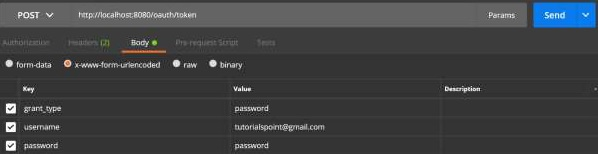 POST http://localhost:8080/oauth/token Params Send
Authorization Headers (2) Body Pre-request Script Tests
form-data x-www-form-urlencoded raw binary
Key Value Description
grant_type password
username tutorialspoint@gmail.com
password password